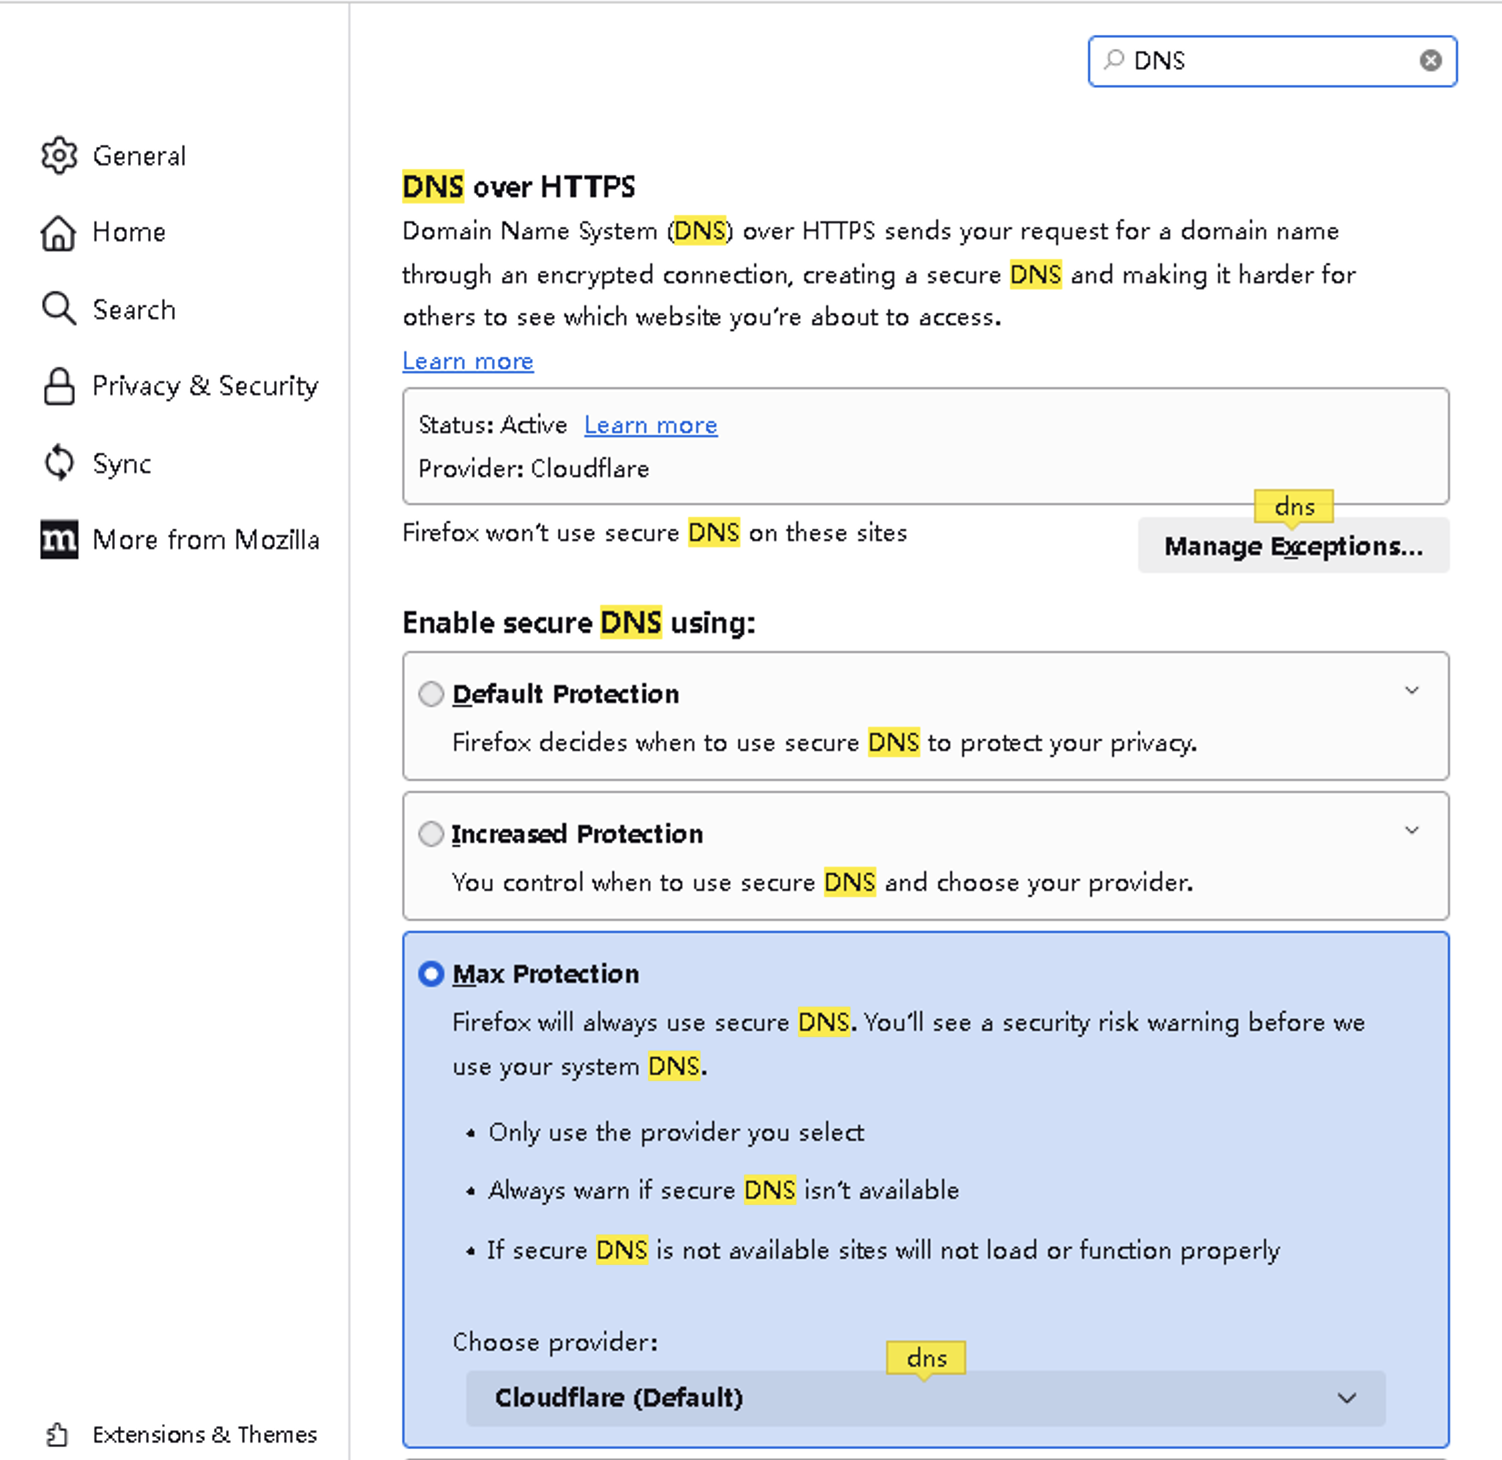 DNS
General
Home
Search
Privacy & Security
Sync
m More from Mozilla
Extensions & Themes
DNS over HTTPS
Domain Name System (DNS) over HTTPS sends your request for a domain name
through an encrypted connection, creating a secure DNS and making it harder for
others to see which website you're about to access.
Learn more
Status: Active Learn more
Provider: Cloudflare
Firefox won't use secure DNS on these sites
dns
Manage Exceptions...
Enable secure DNS using:
Default Protection
Firefox decides when to use secure DNS to protect your privacy.
Increased Protection
You control when to use secure DNS and choose your provider.
Max Protection
Firefox will always use secure DNS. You'll see a security risk warning before we
use your system DNS.
• Only use the provider you select
• Always warn if secure DNS isn't available
• If secure DNS is not available sites will not load or function properly
Choose provider:
dns
Cloudflare (Default)